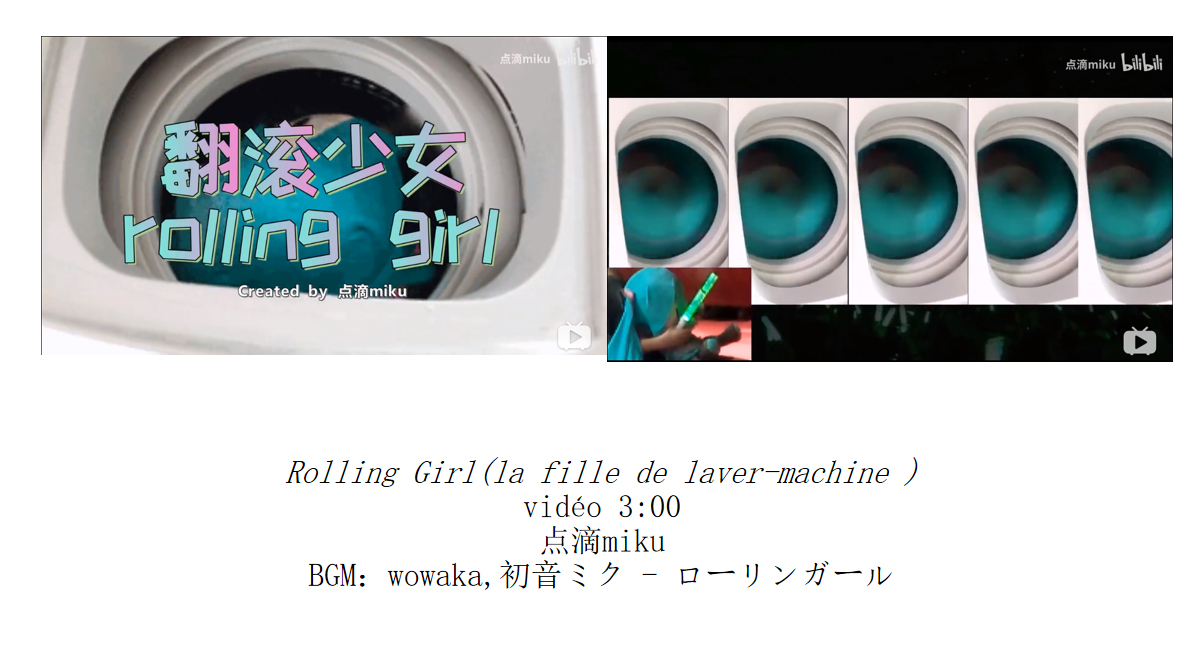 点滴miku bilibili
翻滚少女
rolling girl
Created by 点滴miku
点滴miku bilibili
Rolling Girl(la fille de laver-machine )
vidéo 3:00
点滴miku
BGM: wowaka,初音ミク - ローリンガール